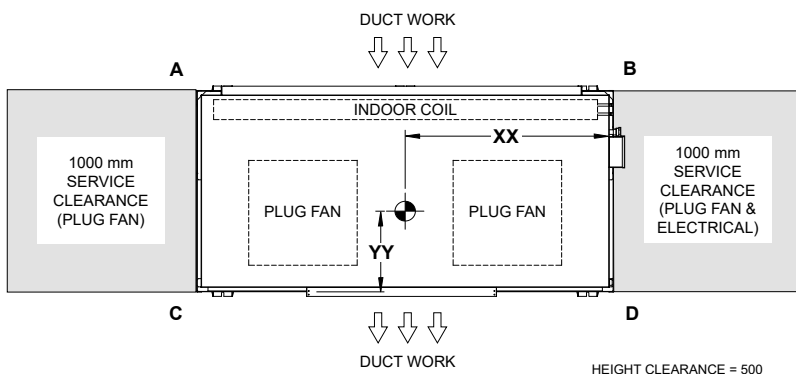 DUCT WORK
A
B
INDOOR COIL
XX
1000 mm
SERVICE
CLEARANCE
(PLUG FAN)
PLUG FAN
PLUG FAN
1000 mm
SERVICE
CLEARANCE
(PLUG FAN &
ELECTRICAL)
YY
C
D
DUCT WORK
HEIGHT CLEARANCE = 500